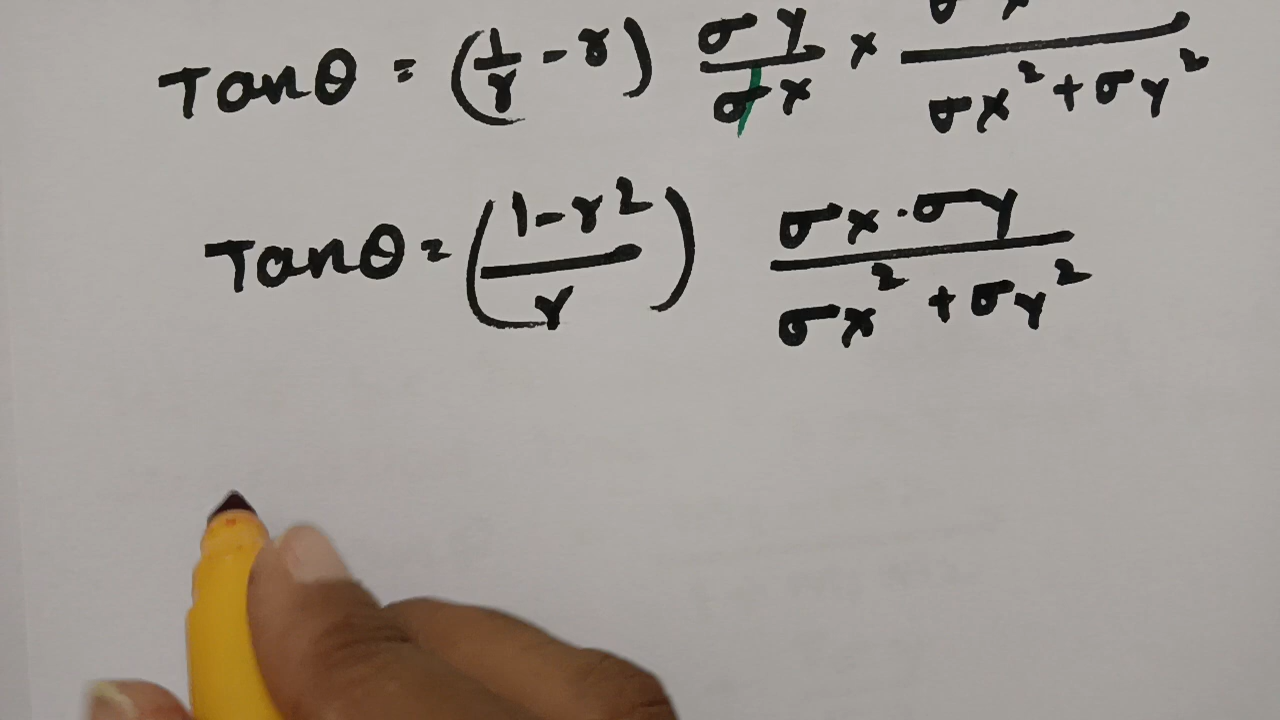 Tanθ = (1/r - r) σy/σx × σx²/σx² + σy²
Tanθ = (1-r²/r) σx·σy/σx² + σy²